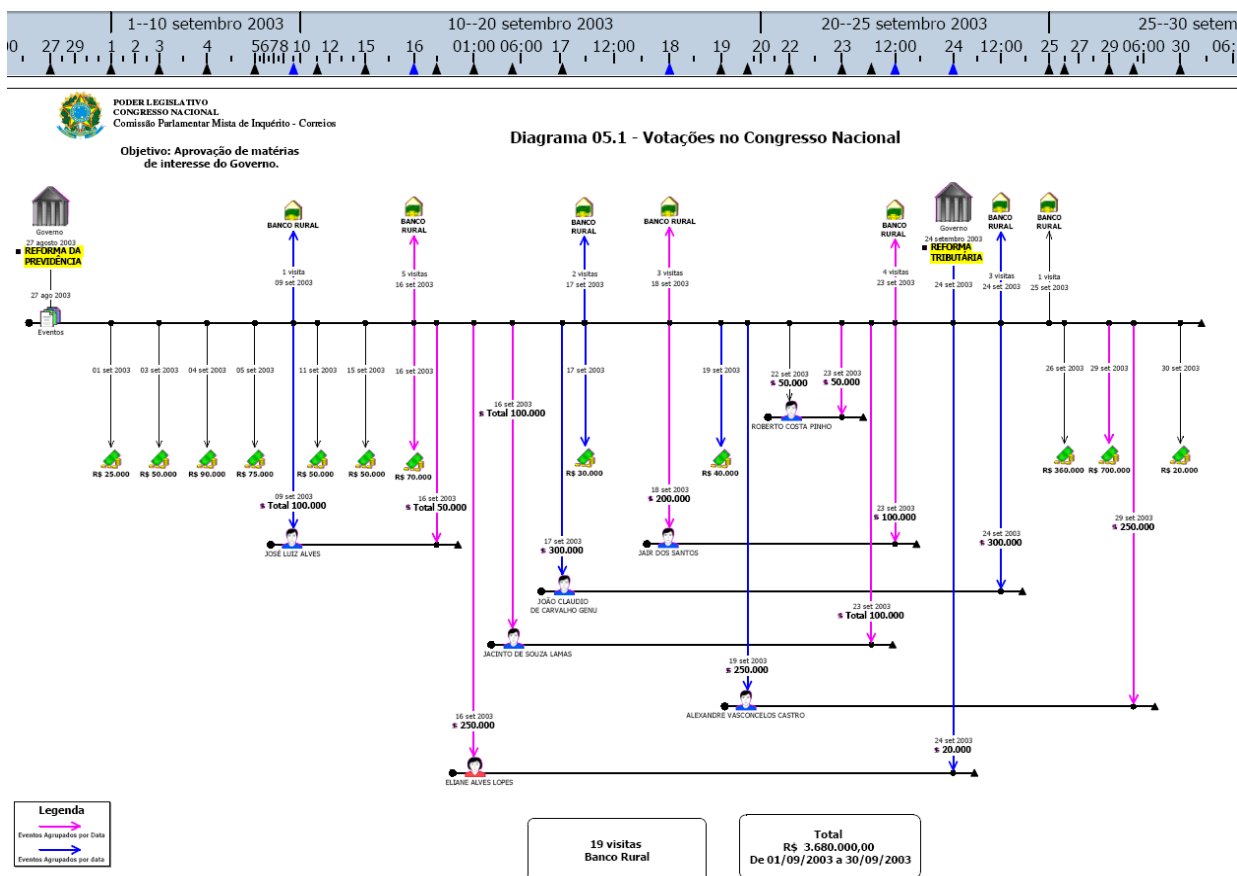 1--10 setembro 2003
10--20 setembro 2003
20--25 setembro 2003
25--30 setem
00 27 29 1 2 3 4 5 6 7 8 10 12 15 16 01:00 06:00 17 12:00 18 19 20 22 23 12:00 24 12:00 25 27 29 06:00 30 06:
PODER LEGISLATIVO
CONGRESSO NACIONAL
Comissão Parlamentar Mista de Inquérito - Correios
Objetivo: Aprovação de matérias
de interesse do Governo.
Diagrama 05.1 - Votações no Congresso Nacional
Governo
27 agosto 2003
REFORMA DA
PREVIDÊNCIA
27 ago 2003
Eventos
BANCO RURAL
1 visita
09 set 2003
BANCO
RURAL
5 visitas
16 set 2003
BANCO
RURAL
2 visitas
17 set 2003
BANCO RURAL
3 visitas
18 set 2003
BANCO
RURAL
4 visitas
23 set 2003
Governo
24 setembro 2003
REFORMA
TRIBUTÁRIA
24 set 2003
BANCO
RURAL
3 visitas
24 set 2003
BANCO
RURAL
1 visita
25 set 2003
01 set 2003
R$ 25.000
03 set 2003
R$ 50.000
04 set 2003
R$ 90.000
05 set 2003
R$ 75.000
11 set 2003
R$ 50.000
15 set 2003
R$ 50.000
16 set 2003
R$ 70.000
17 set 2003
R$ 30.000
19 set 2003
R$ 40.000
26 set 2003
R$ 360.000
29 set 2003
R$ 700.000
30 set 2003
R$ 20.000
22 set 2003
$ 50.000
23 set 2003
$ 50.000
ROBERTO COSTA PINHO
09 set 2003
$ Total 100.000
16 set 2003
$ Total 50.000
JOSÉ LUIZ ALVES
18 set 2003
$ 200.000
23 set 2003
$ 100.000
JAIR DOS SANTOS
17 set 2003
$ 300.000
24 set 2003
$ 300.000
JOÃO CLAUDIO
DE CARVALHO GENU
16 set 2003
$ Total 100.000
23 set 2003
$ Total 100.000
JACINTO DE SOUZA LAMAS
19 set 2003
$ 250.000
29 set 2003
$ 250.000
ALEXANDRE VASCONCELOS CASTRO
16 set 2003
$ 250.000
24 set 2003
$ 20.000
ELIANE ALVES LOPES
Legenda
Eventos Agrupados por Data
Eventos Agrupados por data
19 visitas
Banco Rural
Total
R$ 3.680.000,00
De 01/09/2003 a 30/09/2003